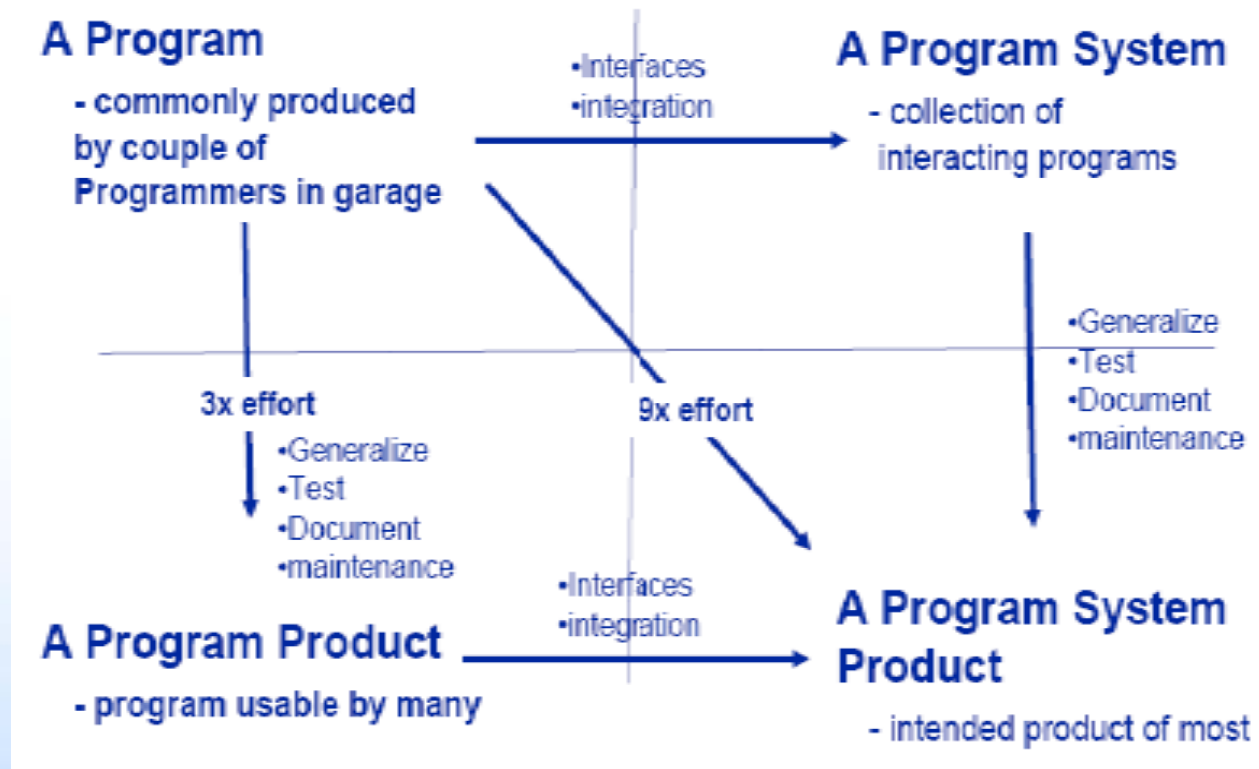 A Program
- commonly produced
by couple of
Programmers in garage
•Interfaces
•integration
A Program System
- collection of
interacting programs
3x effort
•Generalize
•Test
•Document
•maintenance
9x effort
•Generalize
•Test
•Document
•maintenance
A Program Product
- program usable by many
•Interfaces
•integration
A Program System
Product
- intended product of most